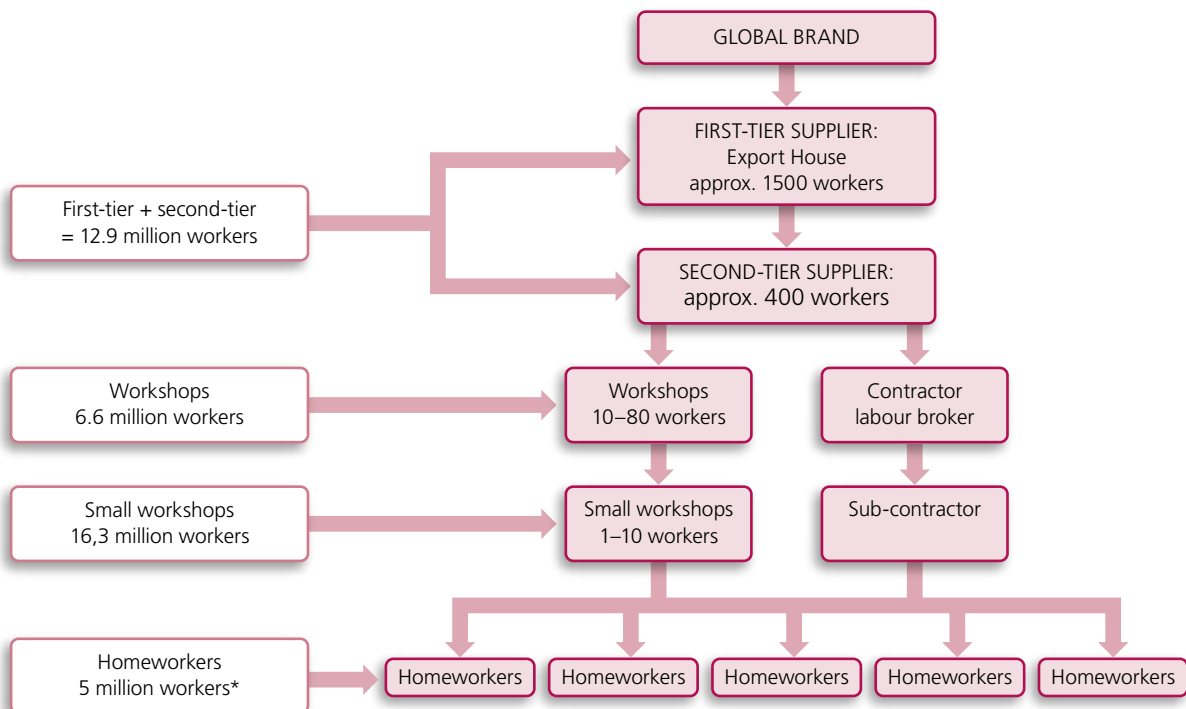 GLOBAL BRAND
FIRST-TIER SUPPLIER:
Export House
approx. 1500 workers
First-tier + second-tier
= 12.9 million workers
SECOND-TIER SUPPLIER:
approx. 400 workers
Workshops
6.6 million workers
Workshops
10–80 workers
Contractor
labour broker
Small workshops
16,3 million workers
Small workshops
1–10 workers
Sub-contractor
Homeworkers
5 million workers*
Homeworkers
Homeworkers
Homeworkers
Homeworkers
Homeworkers